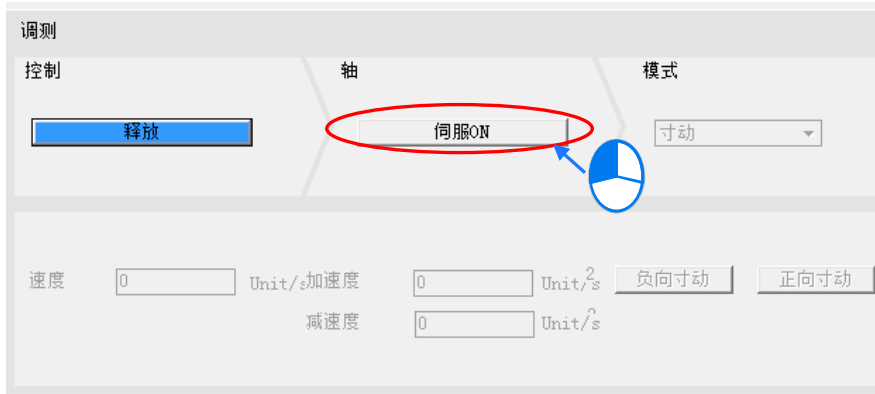 调测
控制 轴 模式
释放 伺服ON 寸动
速度 0 Unit/s 加速度 0 Unit/s2 负向寸动 正向寸动
减速度 0 Unit/s2